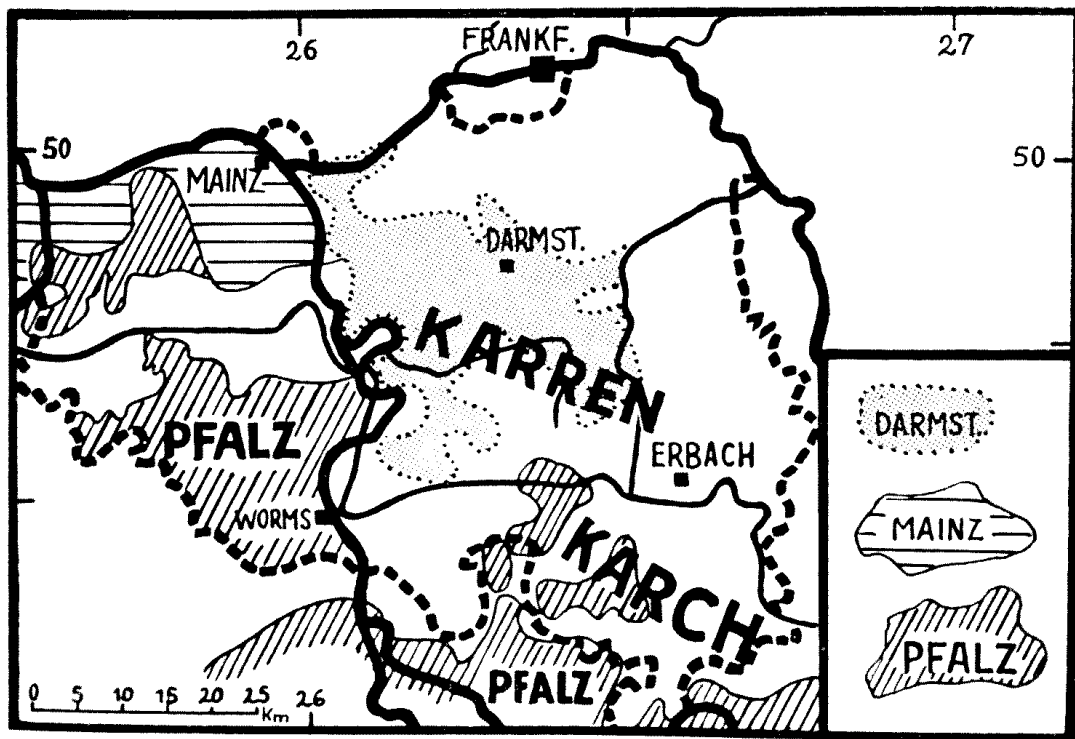 26
FRANKF.
27
50
50
MAINZ
DARMST.
KARREN
DARMST.
PFALZ
ERBACH
MAINZ
WORMS
KARCH
PFALZ
PFALZ
0 5 10 15 20 25 Km
26